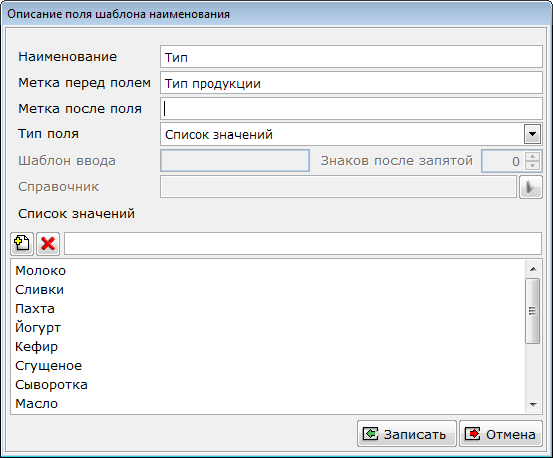 Описание поля шаблона наименования
Наименование Тип
Метка перед полем Тип продукции
Метка после поля
Тип поля Список значений
Шаблон ввода Знаков после запятой 0
Справочник
Список значений
Молоко
Сливки
Пахта
Йогурт
Кефир
Сгущеное
Сыворотка
Масло
Записать Отмена